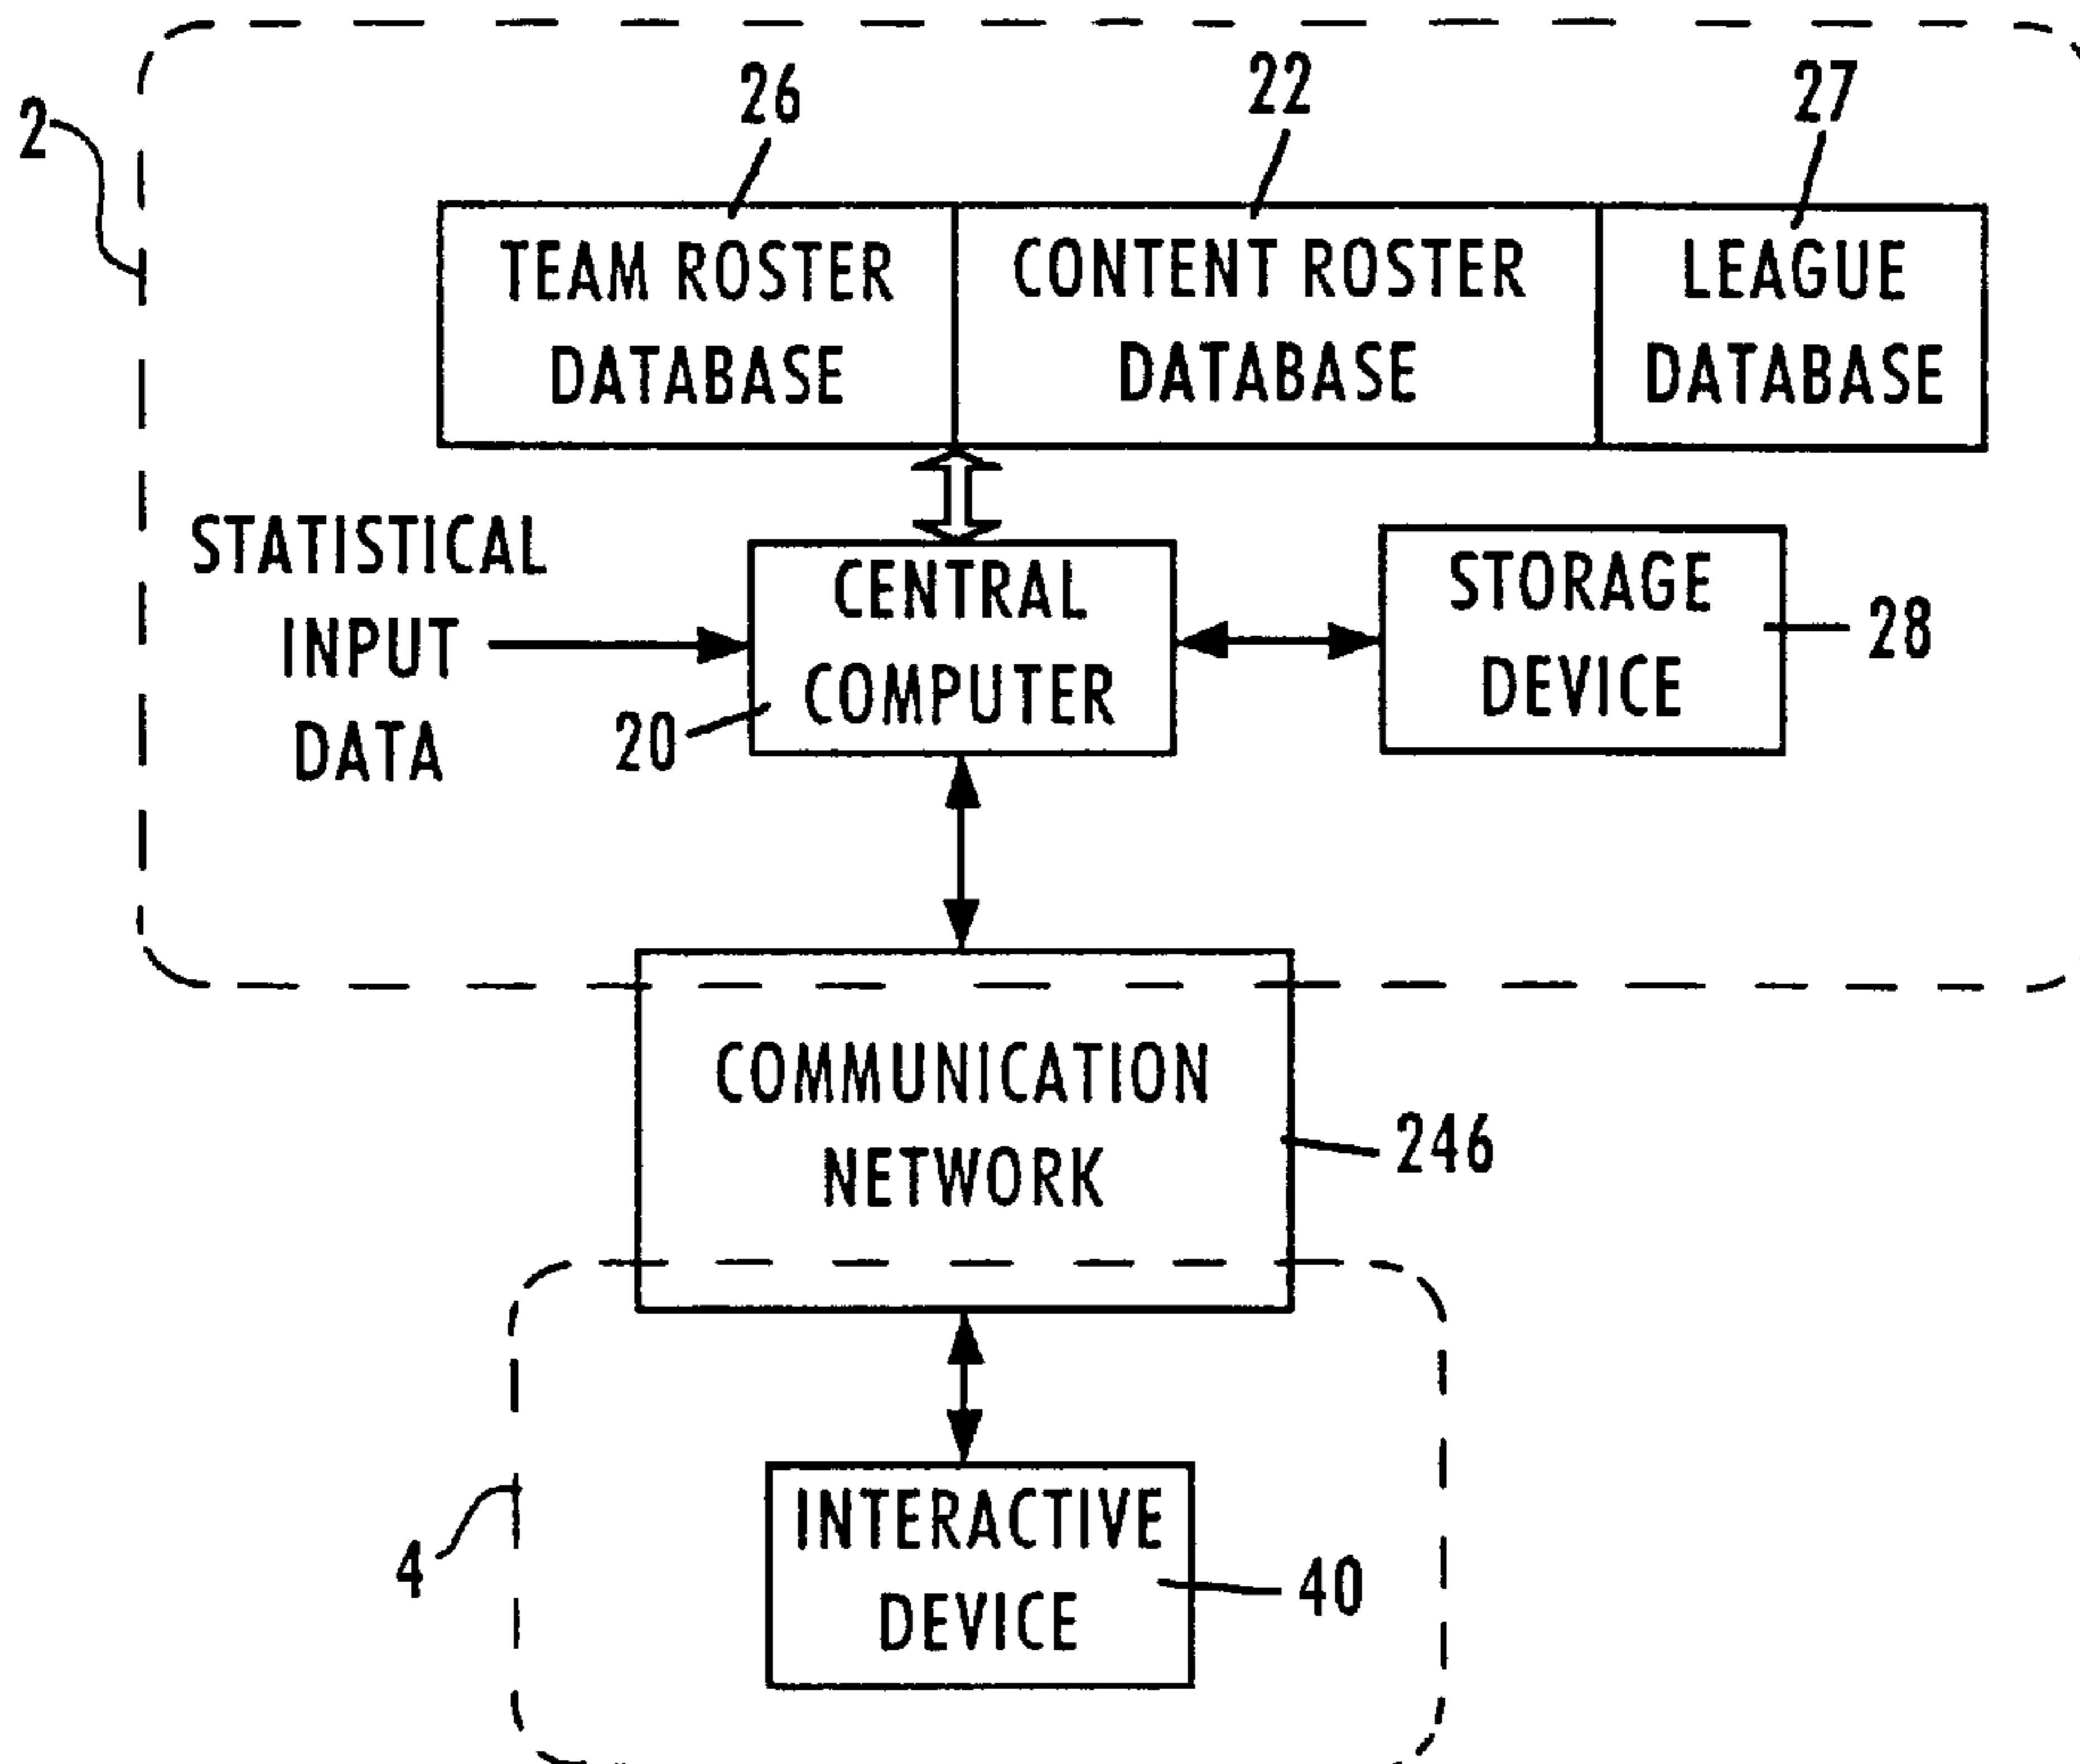 2
26
22
27
TEAM ROSTER
DATABASE
CONTENT ROSTER
DATABASE
LEAGUE
DATABASE
STATISTICAL
INPUT
DATA
CENTRAL
COMPUTER
20
STORAGE
DEVICE
28
COMMUNICATION
NETWORK
246
4
INTERACTIVE
DEVICE
40